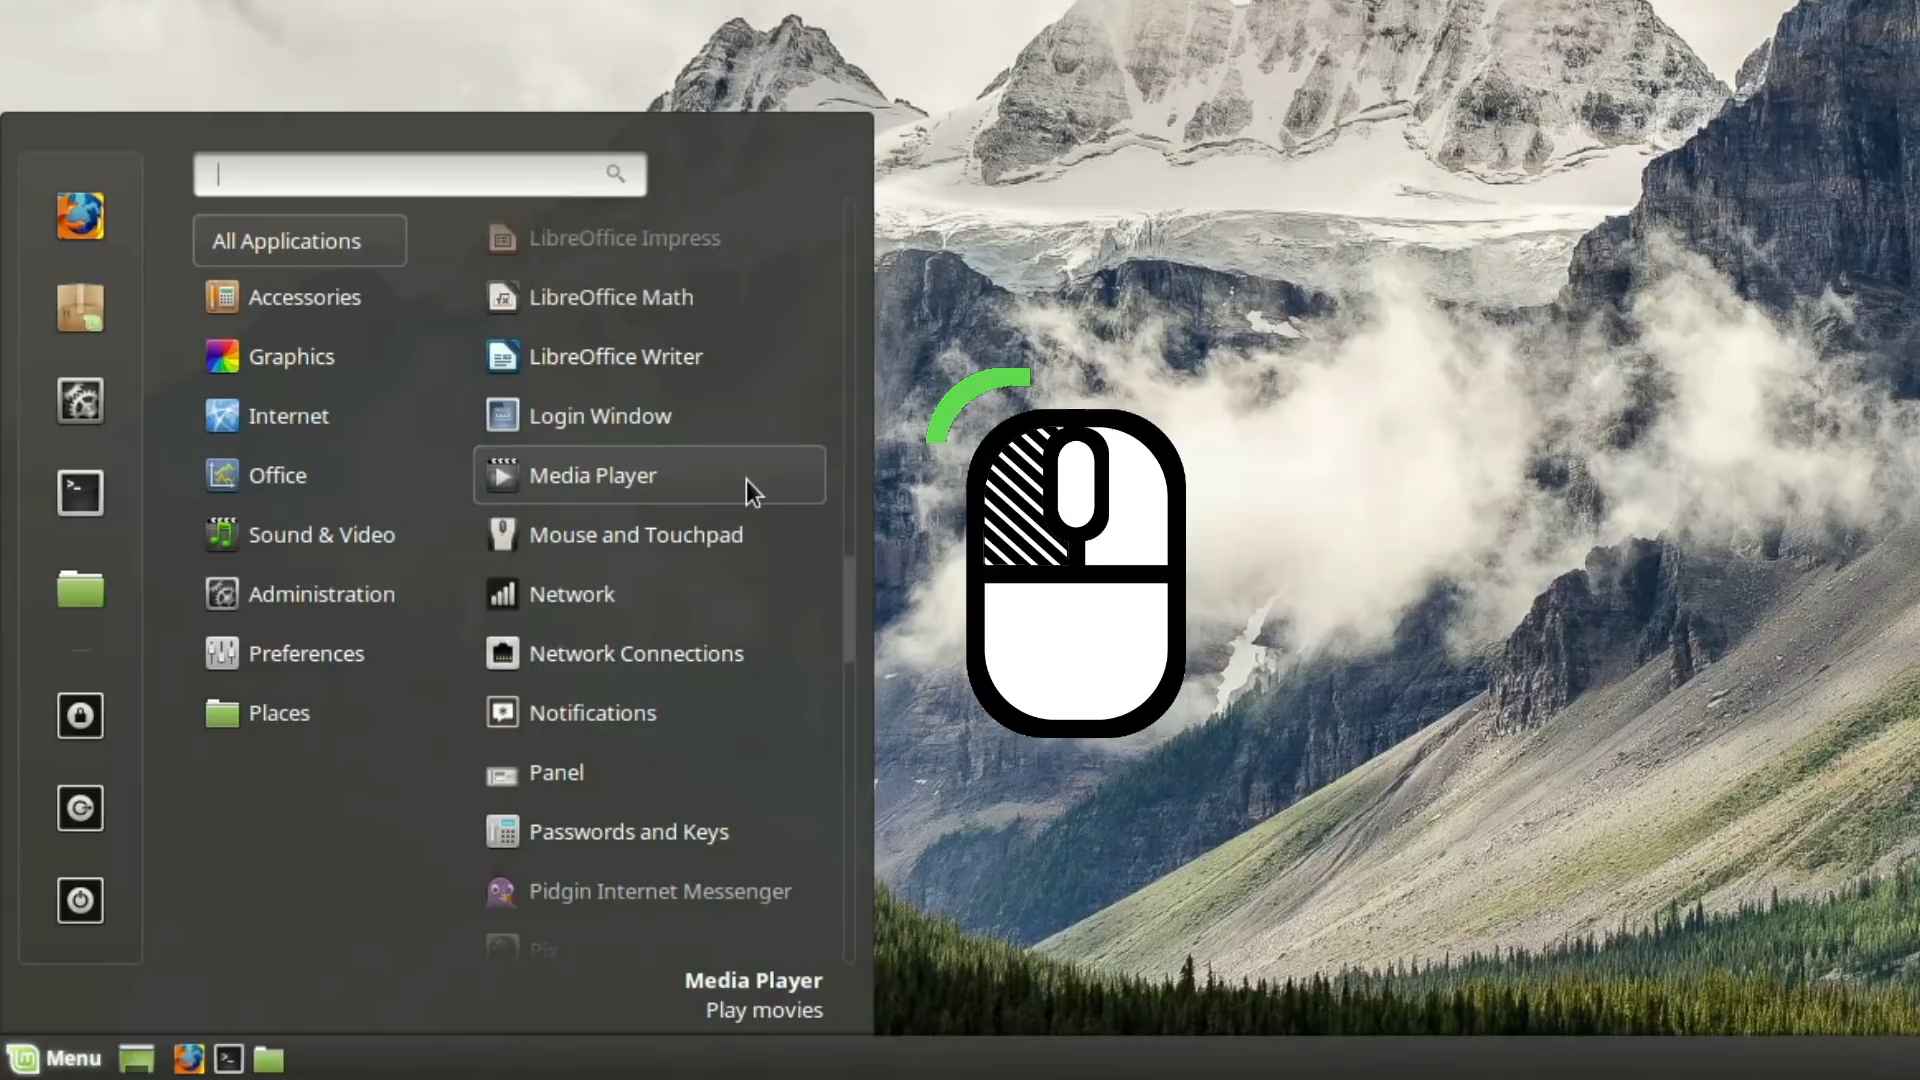 All Applications
Accessories
Graphics
Internet
Office
Sound & Video
Administration
Preferences
Places
LibreOffice Impress
LibreOffice Math
LibreOffice Writer
Login Window
Media Player
Mouse and Touchpad
Network
Network Connections
Notifications
Panel
Passwords and Keys
Pidgin Internet Messenger
Pix
Media Player
Play movies
Menu